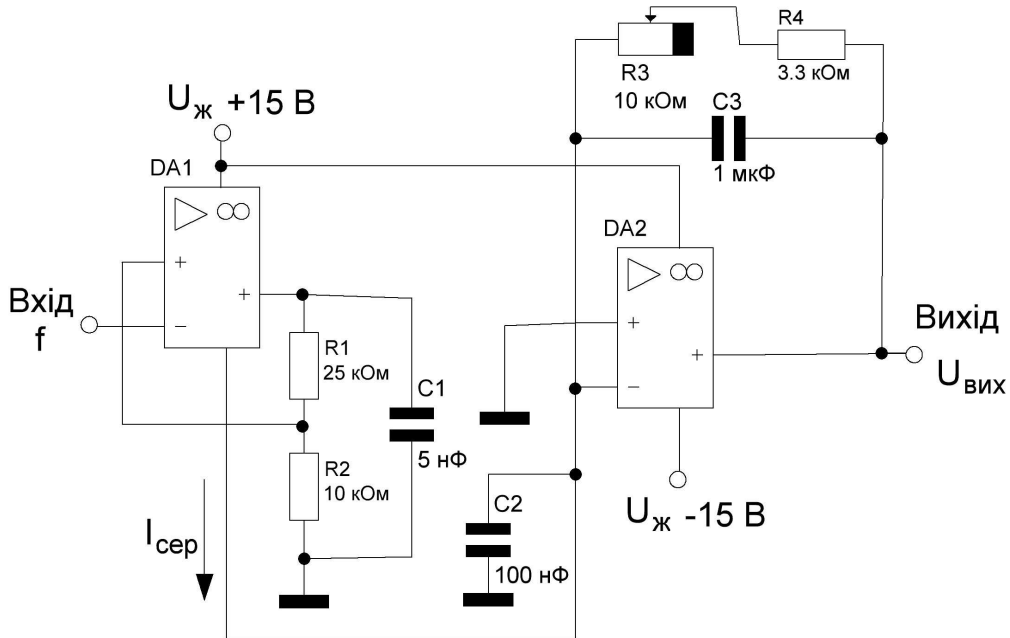 R4
3.3 кОм
R3
10 кОм
C3
1 мкФ
Uж +15 В
DA1
DA2
+
+
−
Вхід
f
R1
25 кОм
C1
5 нФ
R2
10 кОм
+
−
+
Вихід
Uвих
Uж -15 В
C2
100 нФ
Iсер